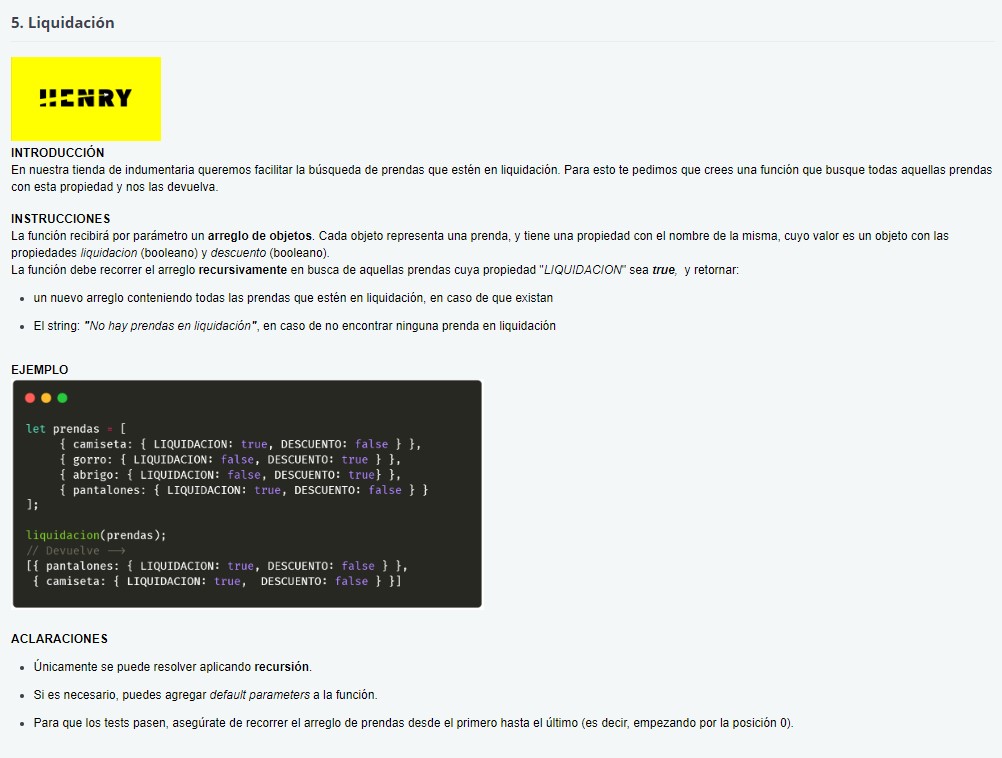 5. Liquidación
HENRY
INTRODUCCIÓN
En nuestra tienda de indumentaria queremos facilitar la búsqueda de prendas que estén en liquidación. Para esto te pedimos que crees una función que busque todas aquellas prendas
con esta propiedad y nos las devuelva.
INSTRUCCIONES
La función recibirá por parámetro un arreglo de objetos. Cada objeto representa una prenda, y tiene una propiedad con el nombre de la misma, cuyo valor es un objeto con las
propiedades liquidacion (booleano) y descuento (booleano).
La función debe recorrer el arreglo recursivamente en busca de aquellas prendas cuya propiedad "LIQUIDACION" sea true, y retornar:
• un nuevo arreglo conteniendo todas las prendas que estén en liquidación, en caso de que existan
• El string: "No hay prendas en liquidación", en caso de no encontrar ninguna prenda en liquidación
EJEMPLO
let prendas = [
{ camiseta: { LIQUIDACION: true, DESCUENTO: false } },
{ gorro: { LIQUIDACION: false, DESCUENTO: true } },
{ abrigo: { LIQUIDACION: false, DESCUENTO: true} },
{ pantalones: { LIQUIDACION: true, DESCUENTO: false } }
];
liquidacion(prendas);
// Devuelve -->
[{ pantalones: { LIQUIDACION: true, DESCUENTO: false } },
{ camiseta: { LIQUIDACION: true, DESCUENTO: false } }]
ACLARACIONES
• Únicamente se puede resolver aplicando recursión.
• Si es necesario, puedes agregar default parameters a la función.
• Para que los tests pasen, asegúrate de recorrer el arreglo de prendas desde el primero hasta el último (es decir, empezando por la posición 0).